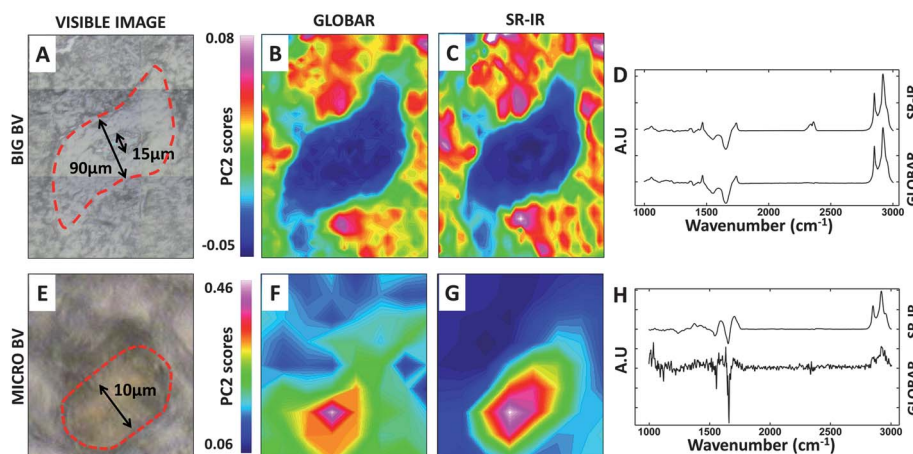 VISIBLE IMAGE
GLOBAR
SR-IR
BIG BV
A
90µm
15µm
0.08
PC2 scores
-0.05
B
C
D
A.U
SR-IR
GLOBAR
1000 1500 2000 2500 3000
Wavenumber (cm-1)
MICRO BV
E
10µm
0.46
PC2 scores
0.06
F
G
H
A.U
SR-IR
GLOBAR
1000 1500 2000 2500 3000
Wavenumber (cm-1)